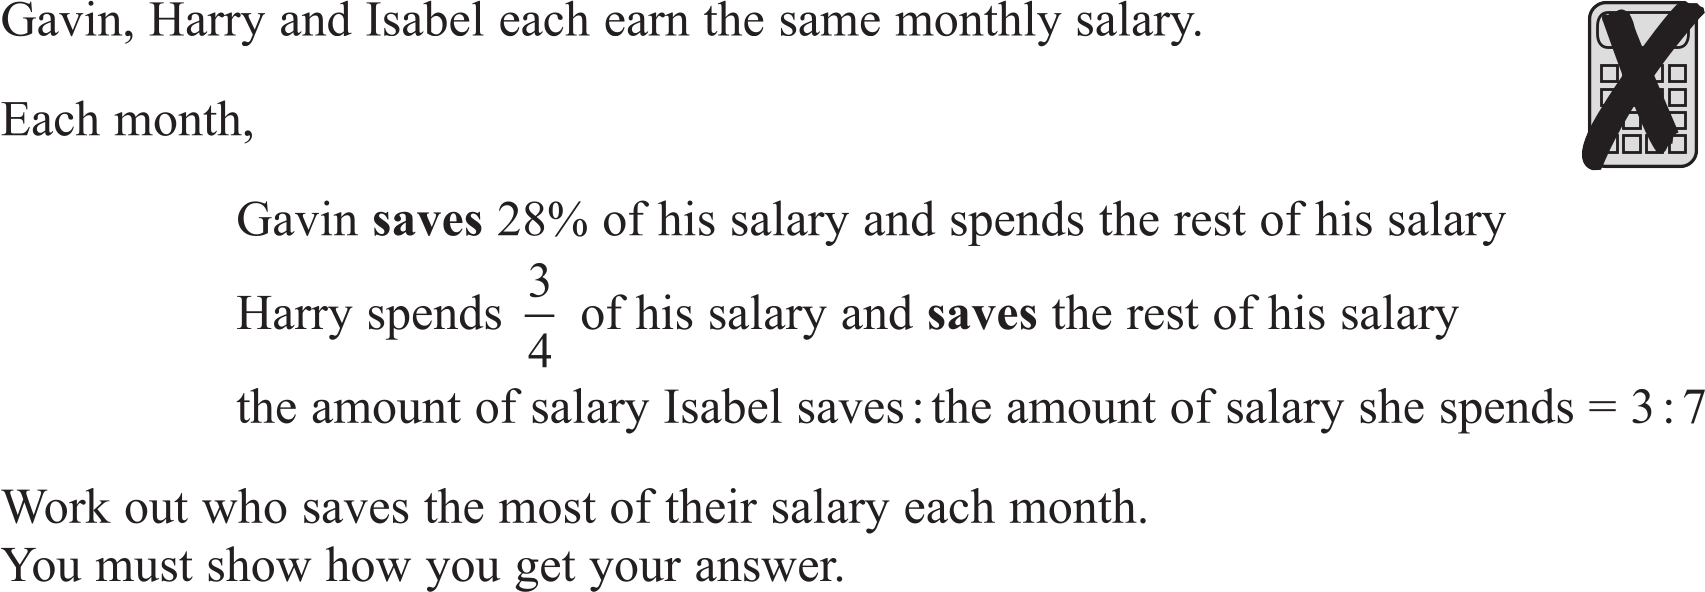 Gavin, Harry and Isabel each earn the same monthly salary.
Each month,
Gavin saves 28% of his salary and spends the rest of his salary
Harry spends 3/4 of his salary and saves the rest of his salary
the amount of salary Isabel saves : the amount of salary she spends = 3 : 7
Work out who saves the most of their salary each month.
You must show how you get your answer.